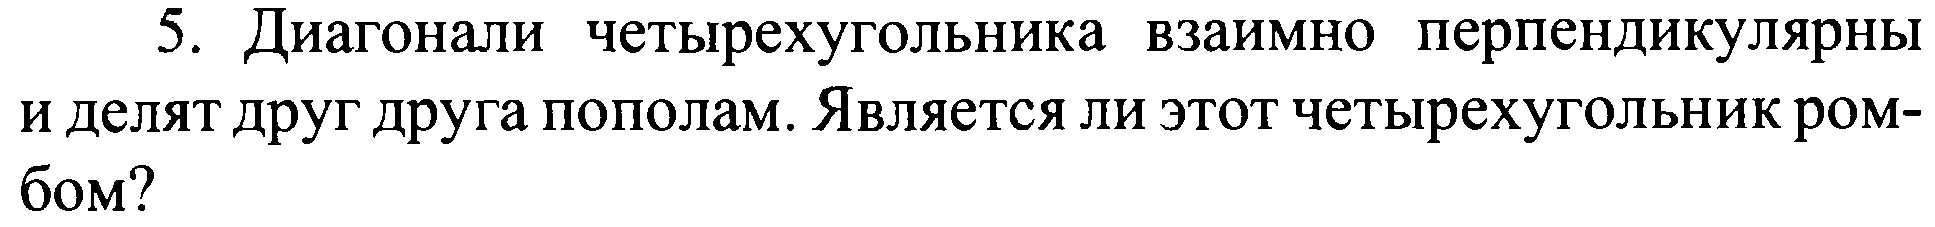 5. Диагонали четырехугольника взаимно перпендикулярны
и делят друг друга пополам. Является ли этот четырехугольник ром-
бом?